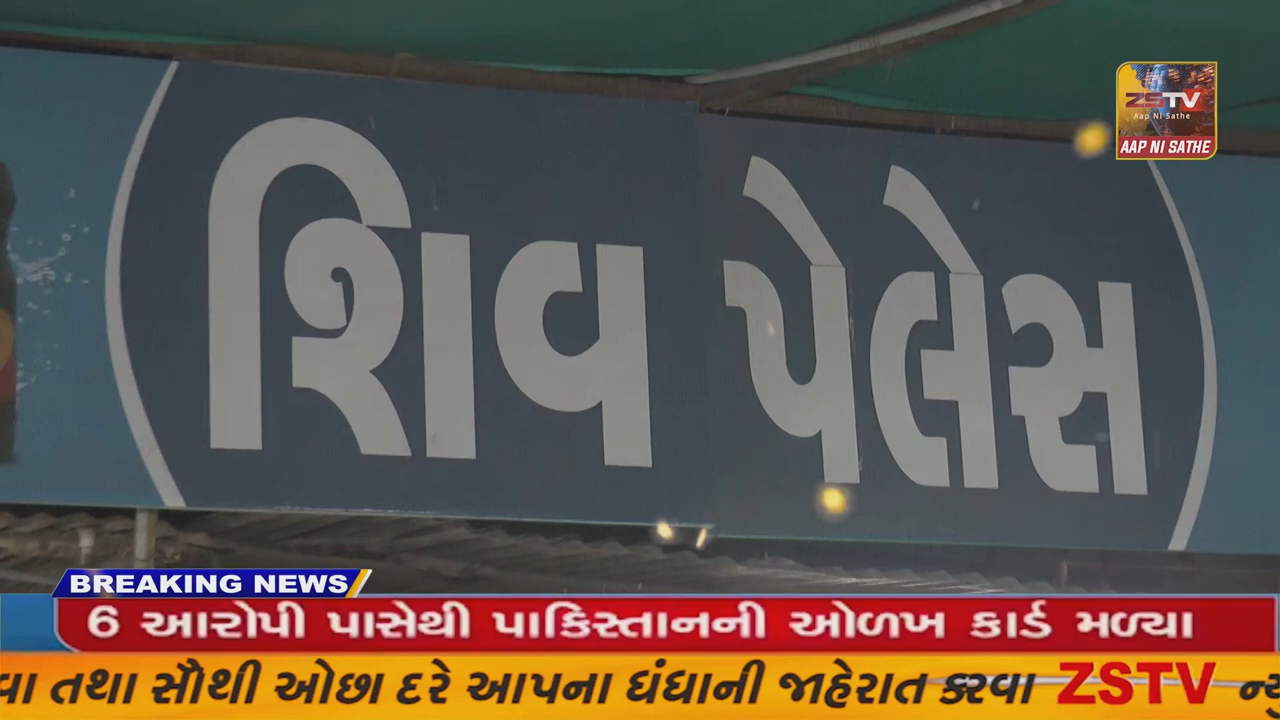 શિવ પેલેસ
ZSTV
Aap Ni Sathe
AAP NI SATHE
BREAKING NEWS
6 આરોપી પાસેથી પાકિસ્તાનની ઓળખ કાર્ડ મળ્યા
વા તથા સૌથી ઓછા દરે આપના ધંધાની જાહેરાત કરવા ZSTV ન્યુ